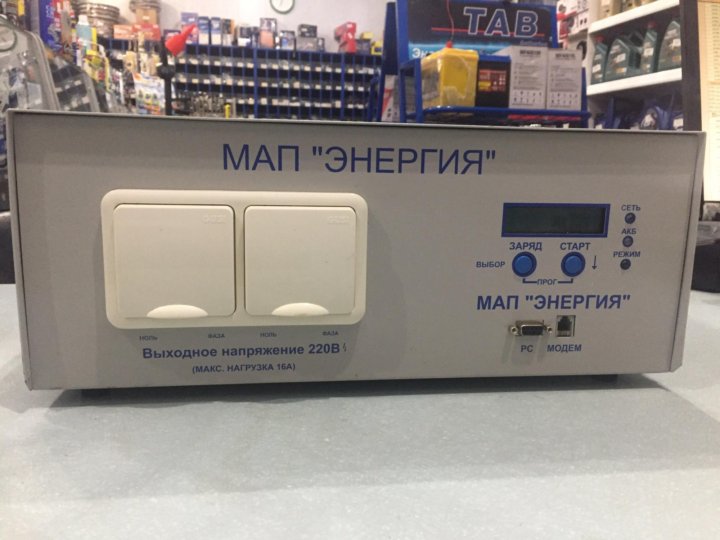 TAB
МАП "ЭНЕРГИЯ"
СЕТЬ
АКБ
РЕЖИМ
ЗАРЯД СТАРТ
ВЫБОР
ПРОГ
МАП "ЭНЕРГИЯ"
PC МОДЕМ
НОЛЬ ФАЗА НОЛЬ ФАЗА
Выходное напряжение 220В
(МАКС. НАГРУЗКА 16А)